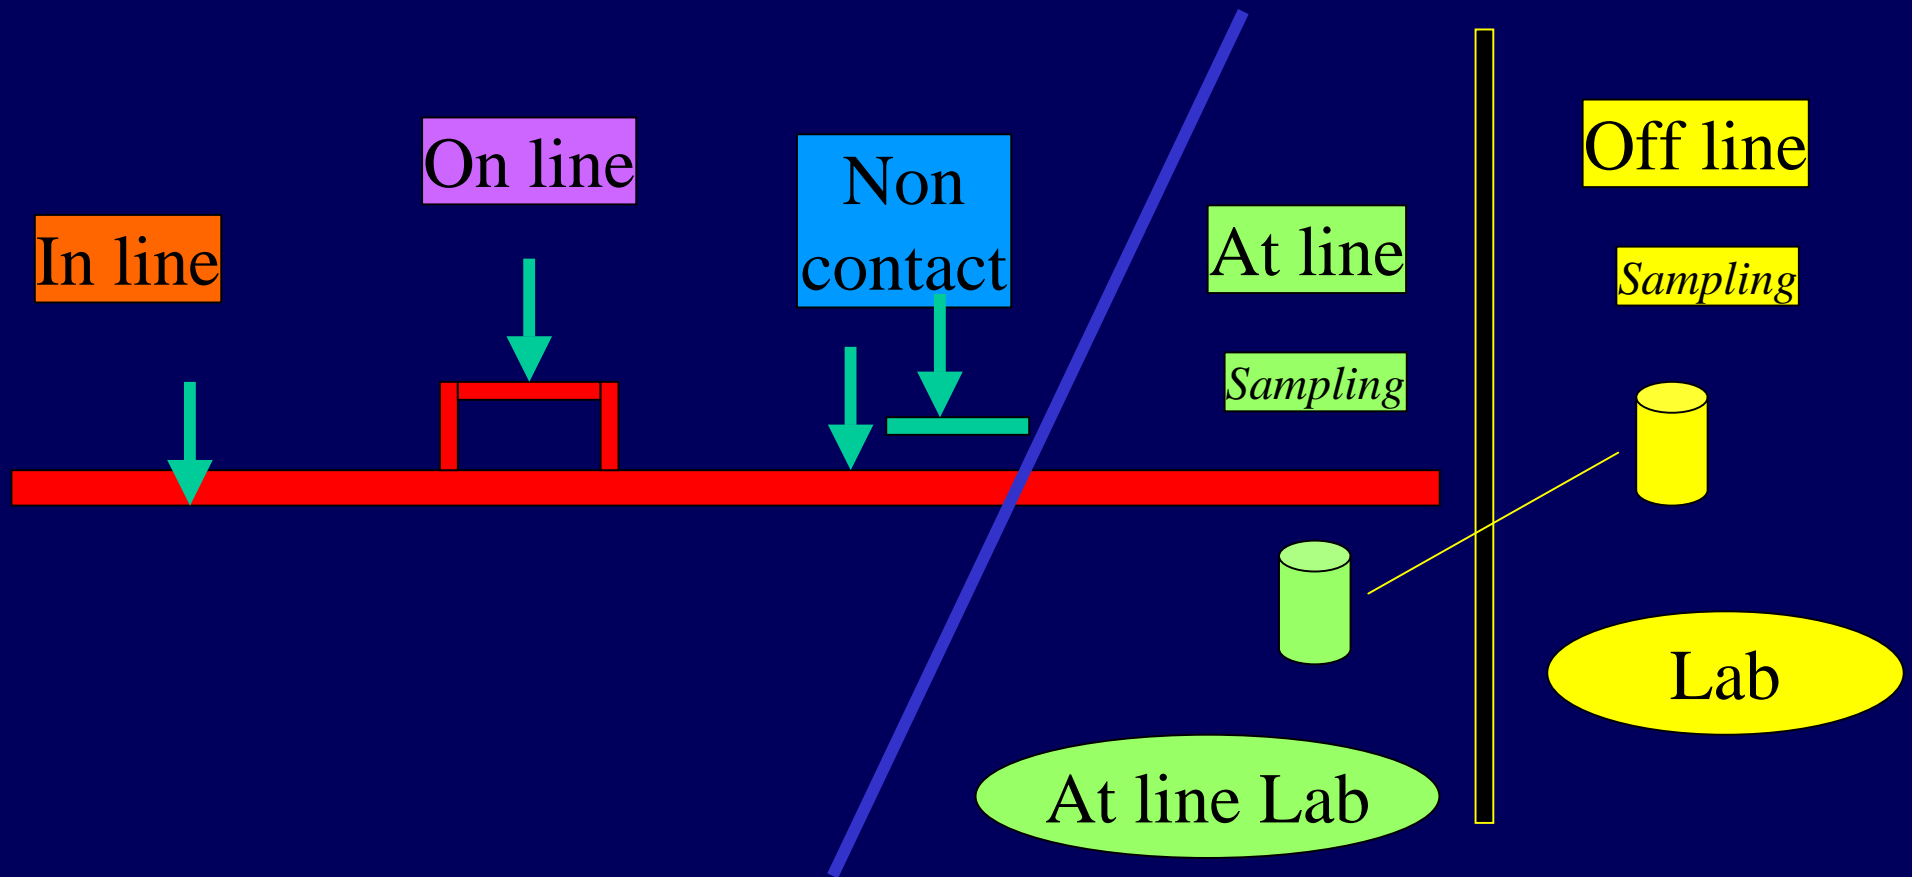 In line
On line
Non
contact
At line
Sampling
Off line
Sampling
At line Lab
Lab